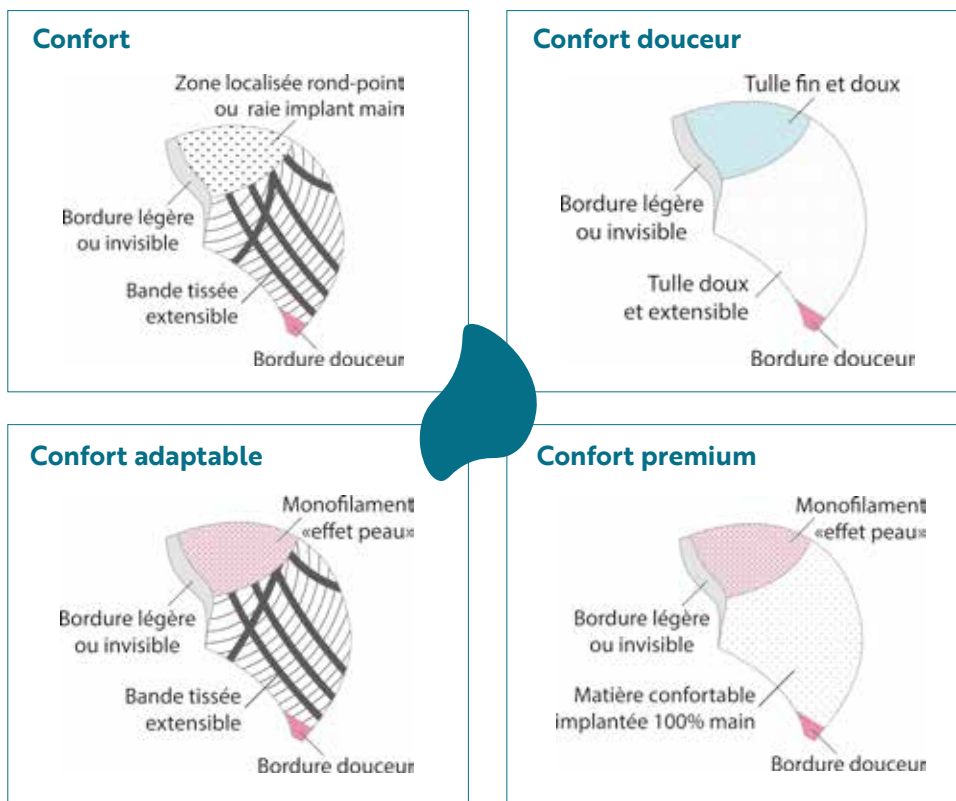 Confort
Zone localisée rond-point
ou raie implant main
Bordure légère
ou invisible
Bande tissée
extensible
Bordure douceur
Confort douceur
Tulle fin et doux
Bordure légère
ou invisible
Tulle doux
et extensible
Bordure douceur
Confort adaptable
Monofilament
«effet peau»
Bordure légère
ou invisible
Bande tissée
extensible
Bordure douceur
Confort premium
Monofilament
«effet peau»
Bordure légère
ou invisible
Matière confortable
implantée 100% main
Bordure douceur